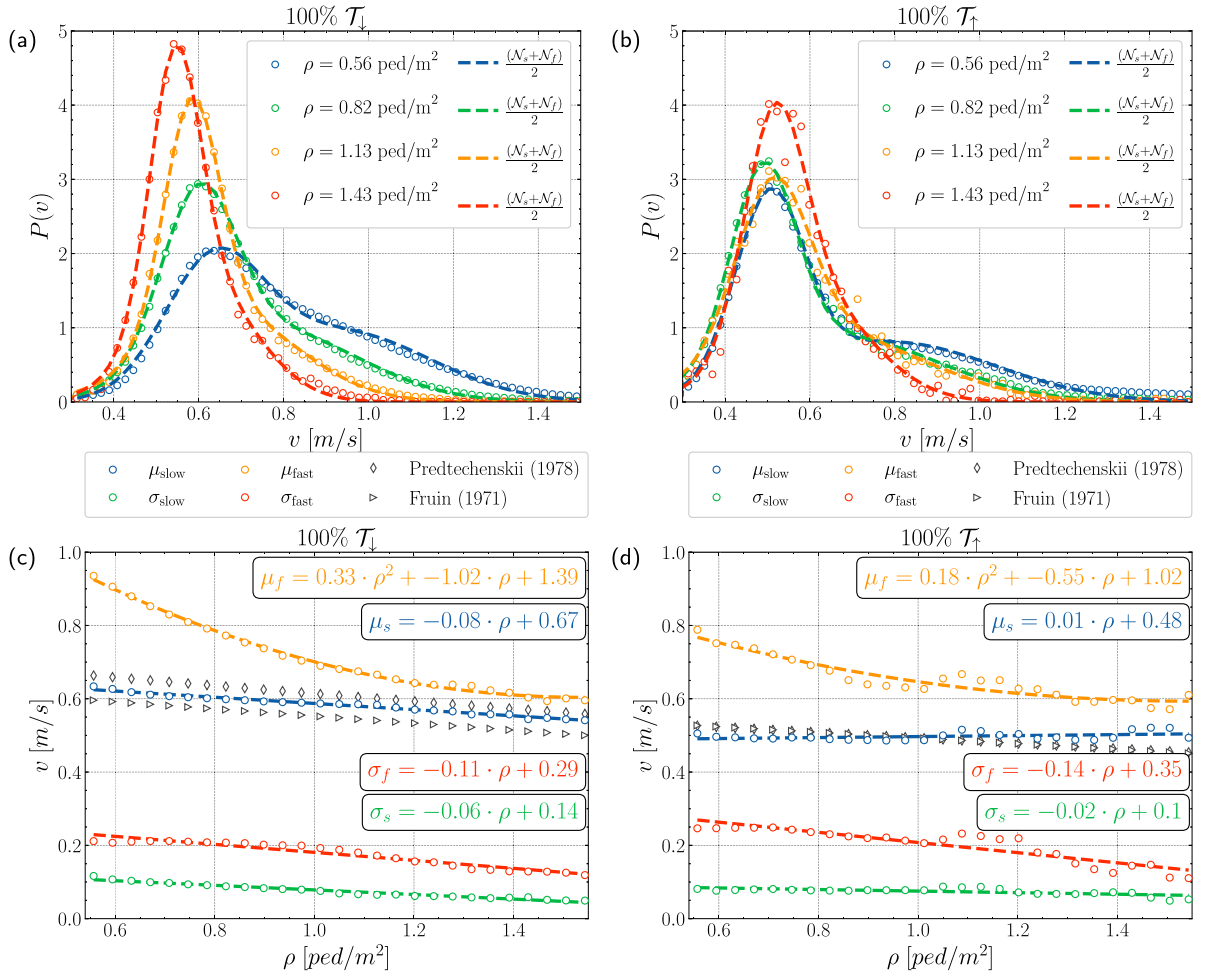 100% 𝒯↓
(a)
P(v)
5
4
3
2
1
0
ρ = 0.56 ped/m² (𝒩s+𝒩f)/2
ρ = 0.82 ped/m² (𝒩s+𝒩f)/2
ρ = 1.13 ped/m² (𝒩s+𝒩f)/2
ρ = 1.43 ped/m² (𝒩s+𝒩f)/2
0.4 0.6 0.8 1.0 1.2 1.4
v [m/s]
100% 𝒯↑
(b)
P(v)
5
4
3
2
1
0
ρ = 0.56 ped/m² (𝒩s+𝒩f)/2
ρ = 0.82 ped/m² (𝒩s+𝒩f)/2
ρ = 1.13 ped/m² (𝒩s+𝒩f)/2
ρ = 1.43 ped/m² (𝒩s+𝒩f)/2
0.4 0.6 0.8 1.0 1.2 1.4
v [m/s]
μslow μfast Predtechenskii (1978)
σslow σfast Fruin (1971)
μslow μfast Predtechenskii (1978)
σslow σfast Fruin (1971)
100% 𝒯↓
(c)
v [m/s]
1.0
0.8
0.6
0.4
0.2
0.0
μf = 0.33 · ρ² + −1.02 · ρ + 1.39
μs = −0.08 · ρ + 0.67
σf = −0.11 · ρ + 0.29
σs = −0.06 · ρ + 0.14
0.6 0.8 1.0 1.2 1.4
ρ [ped/m²]
100% 𝒯↑
(d)
v [m/s]
1.0
0.8
0.6
0.4
0.2
0.0
μf = 0.18 · ρ² + −0.55 · ρ + 1.02
μs = 0.01 · ρ + 0.48
σf = −0.14 · ρ + 0.35
σs = −0.02 · ρ + 0.1
0.6 0.8 1.0 1.2 1.4
ρ [ped/m²]